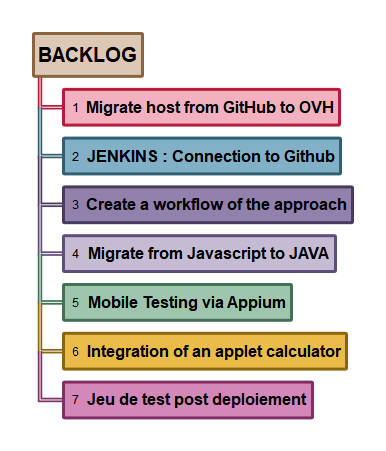 BACKLOG
1 Migrate host from GitHub to OVH
2 JENKINS : Connection to Github
3 Create a workflow of the approach
4 Migrate from Javascript to JAVA
5 Mobile Testing via Appium
6 Integration of an applet calculator
7 Jeu de test post deploiement